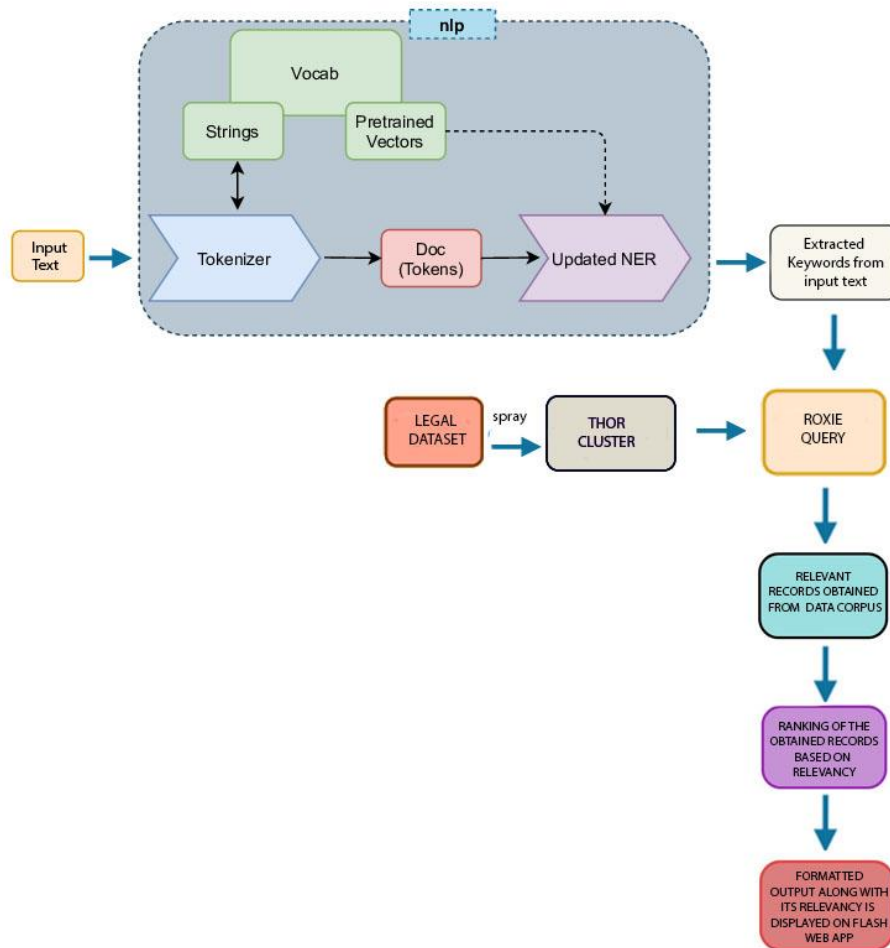 nlp
Vocab
Strings
Pretrained
Vectors
Input
Text
Tokenizer
Doc
(Tokens)
Updated NER
Extracted
Keywords from
input text
LEGAL
DATASET
spray
THOR
CLUSTER
ROXIE
QUERY
RELEVANT
RECORDS OBTAINED
FROM DATA CORPUS
RANKING OF THE
OBTAINED RECORDS
BASED ON
RELEVANCY
FORMATTED
OUTPUT ALONG WITH
ITS RELEVANCY IS
DISPLAYED ON FLASH
WEB APP